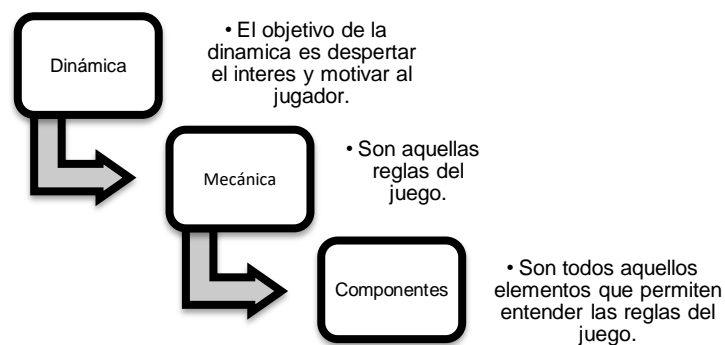 Dinámica
• El objetivo de la
dinamica es despertar
el interes y motivar al
jugador.
Mecánica
• Son aquellas
reglas del
juego.
Componentes
• Son todos aquellos
elementos que permiten
entender las reglas del
juego.